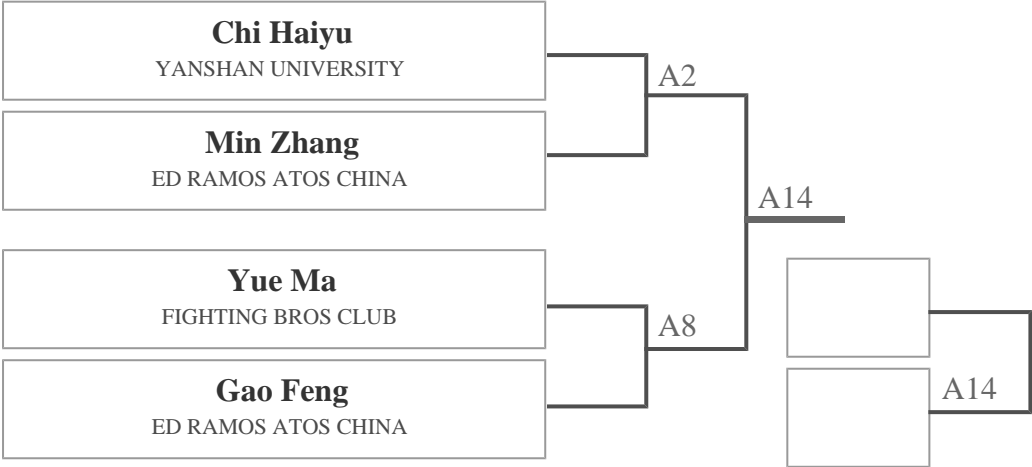 Chi Haiyu
YANSHAN UNIVERSITY
A2
Min Zhang
ED RAMOS ATOS CHINA
A14
Yue Ma
FIGHTING BROS CLUB
A8
Gao Feng
ED RAMOS ATOS CHINA
A14